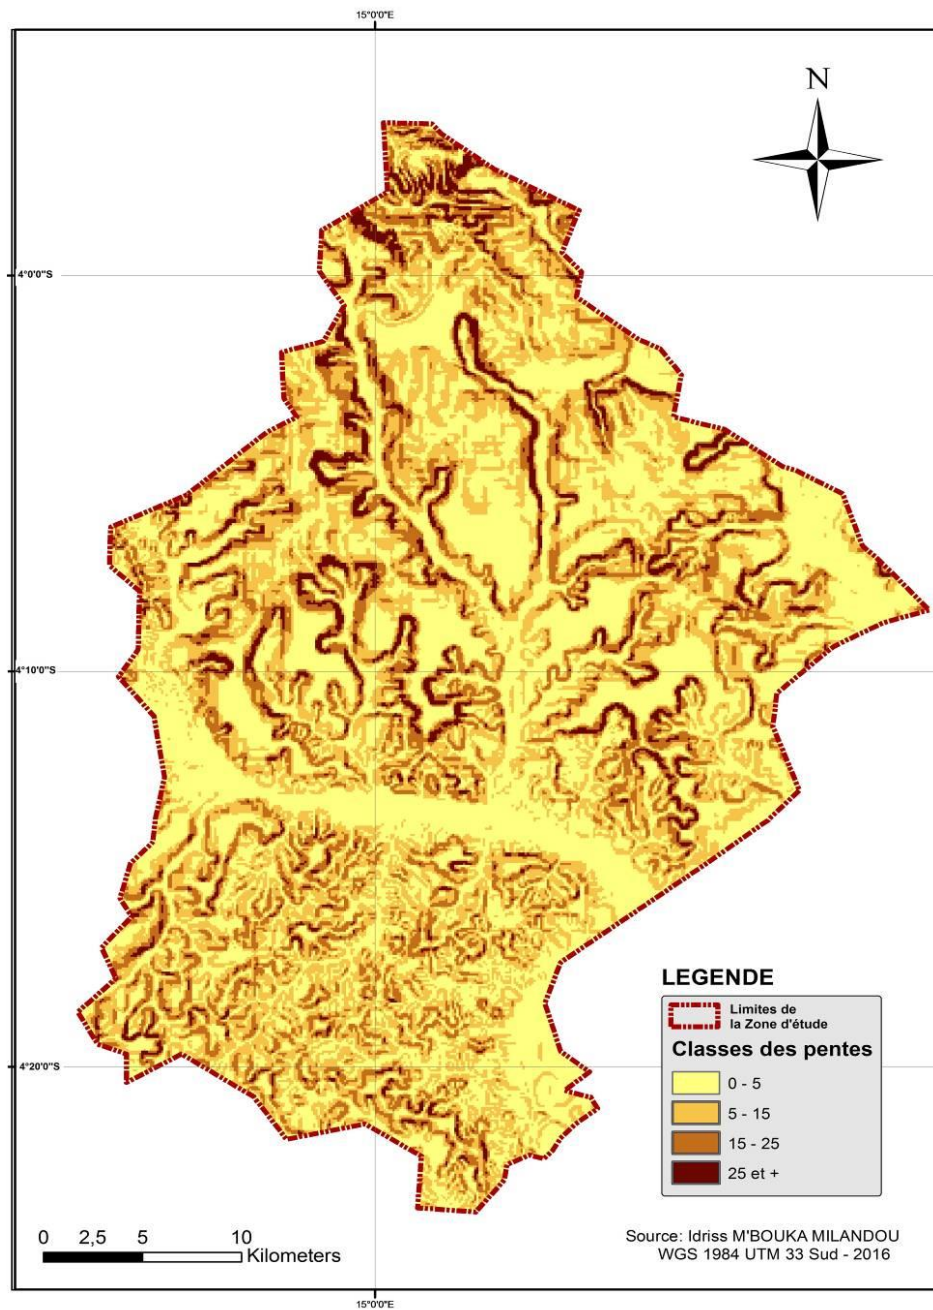 15°0'0"E
N
4°0'0"S
4°10'0"S
4°20'0"S
LEGENDE
Limites de
la Zone d'étude
Classes des pentes
0 - 5
5 - 15
15 - 25
25 et +
0 2,5 5 10
Kilometers
Source: Idriss M'BOUKA MILANDOU
WGS 1984 UTM 33 Sud - 2016
15°0'0"E